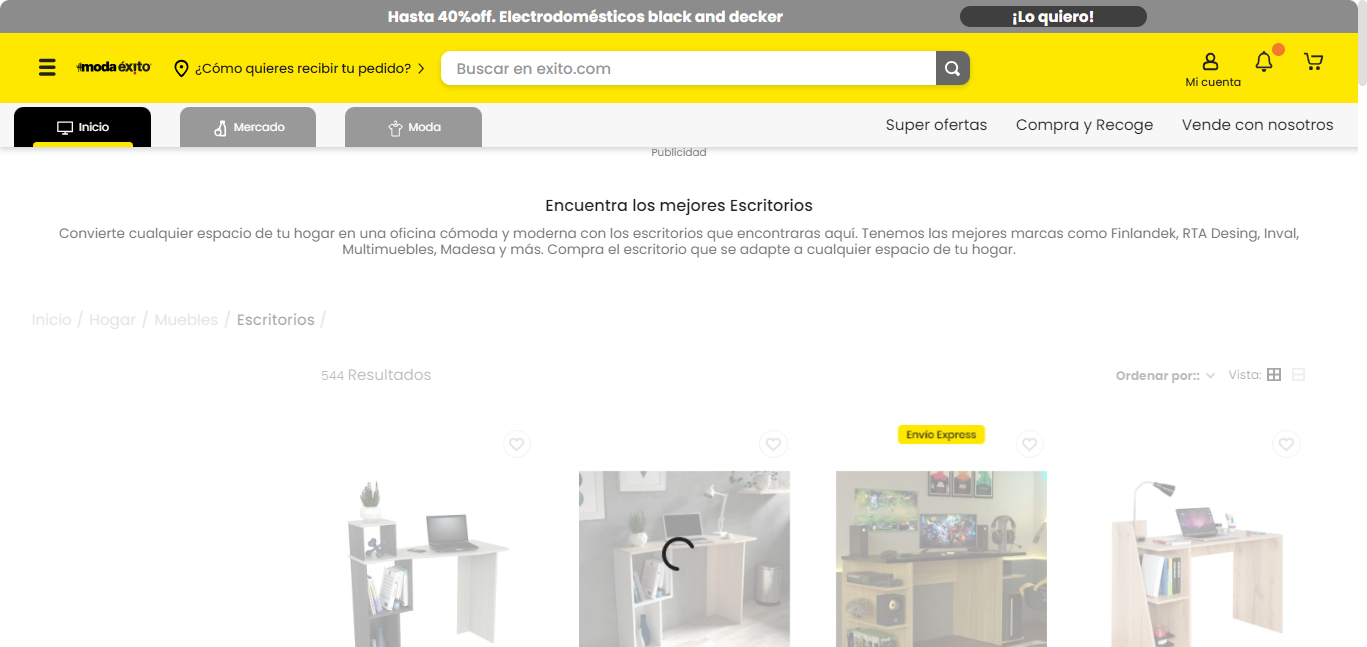 Hasta 40%off. Electrodomésticos black and decker
¡Lo quiero!
moda éxito
¿Cómo quieres recibir tu pedido?
Buscar en exito.com
Mi cuenta
Inicio
Mercado
Moda
Super ofertas
Compra y Recoge
Vende con nosotros
Publicidad
Encuentra los mejores Escritorios
Convierte cualquier espacio de tu hogar en una oficina cómoda y moderna con los escritorios que encontraras aquí. Tenemos las mejores marcas como Finlandek, RTA Desing, Inval,
Multimuebles, Madesa y más. Compra el escritorio que se adapte a cualquier espacio de tu hogar.
Inicio / Hogar / Muebles / Escritorios /
544 Resultados
Ordenar por::
Vista:
Envío Express